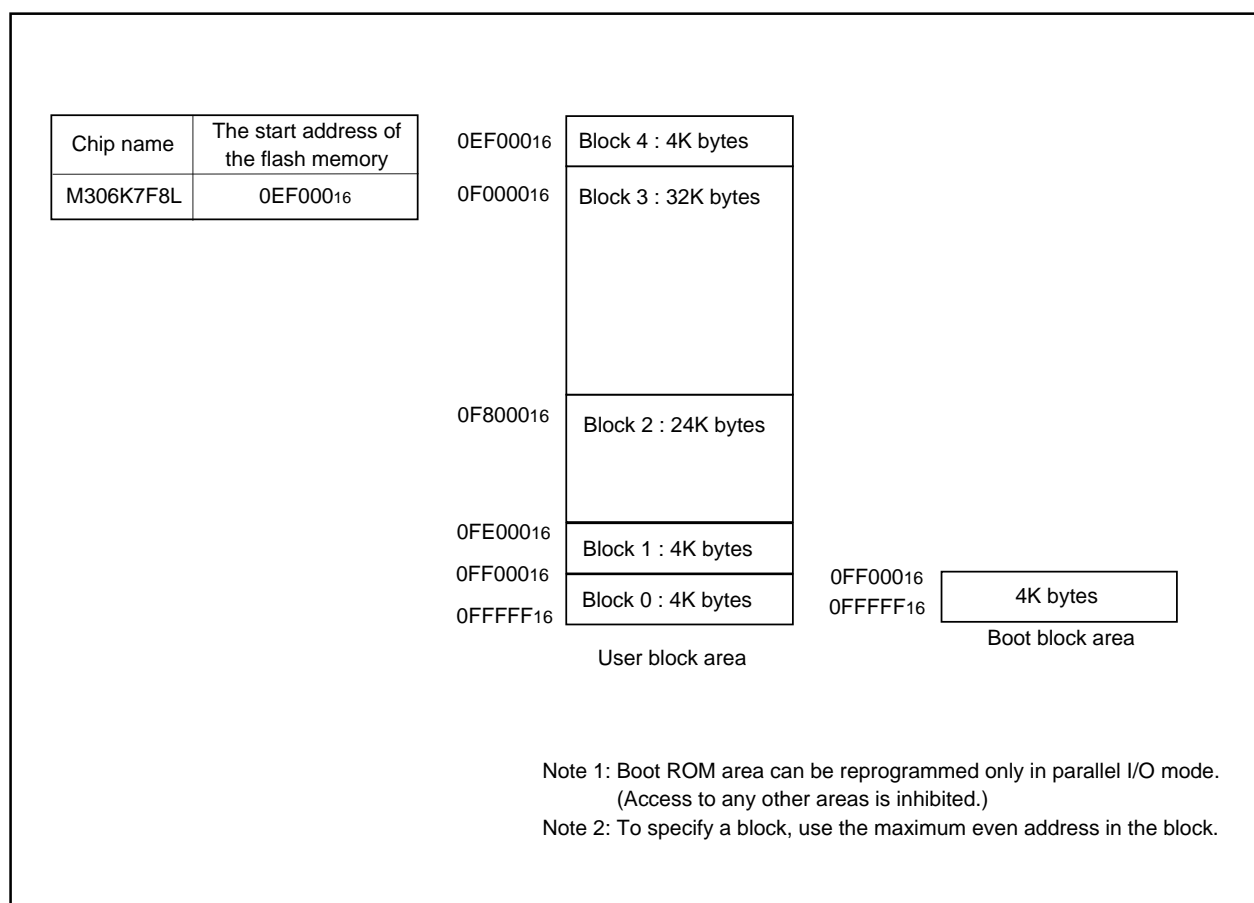 Chip name
The start address of
the flash memory
M306K7F8L
0EF00016
0EF00016
Block 4 : 4K bytes
0F000016
Block 3 : 32K bytes
0F800016
Block 2 : 24K bytes
0FE00016
Block 1 : 4K bytes
0FF00016
Block 0 : 4K bytes
0FFFFF16
User block area
0FF00016
0FFFFF16
4K bytes
Boot block area
Note 1: Boot ROM area can be reprogrammed only in parallel I/O mode.
(Access to any other areas is inhibited.)
Note 2: To specify a block, use the maximum even address in the block.